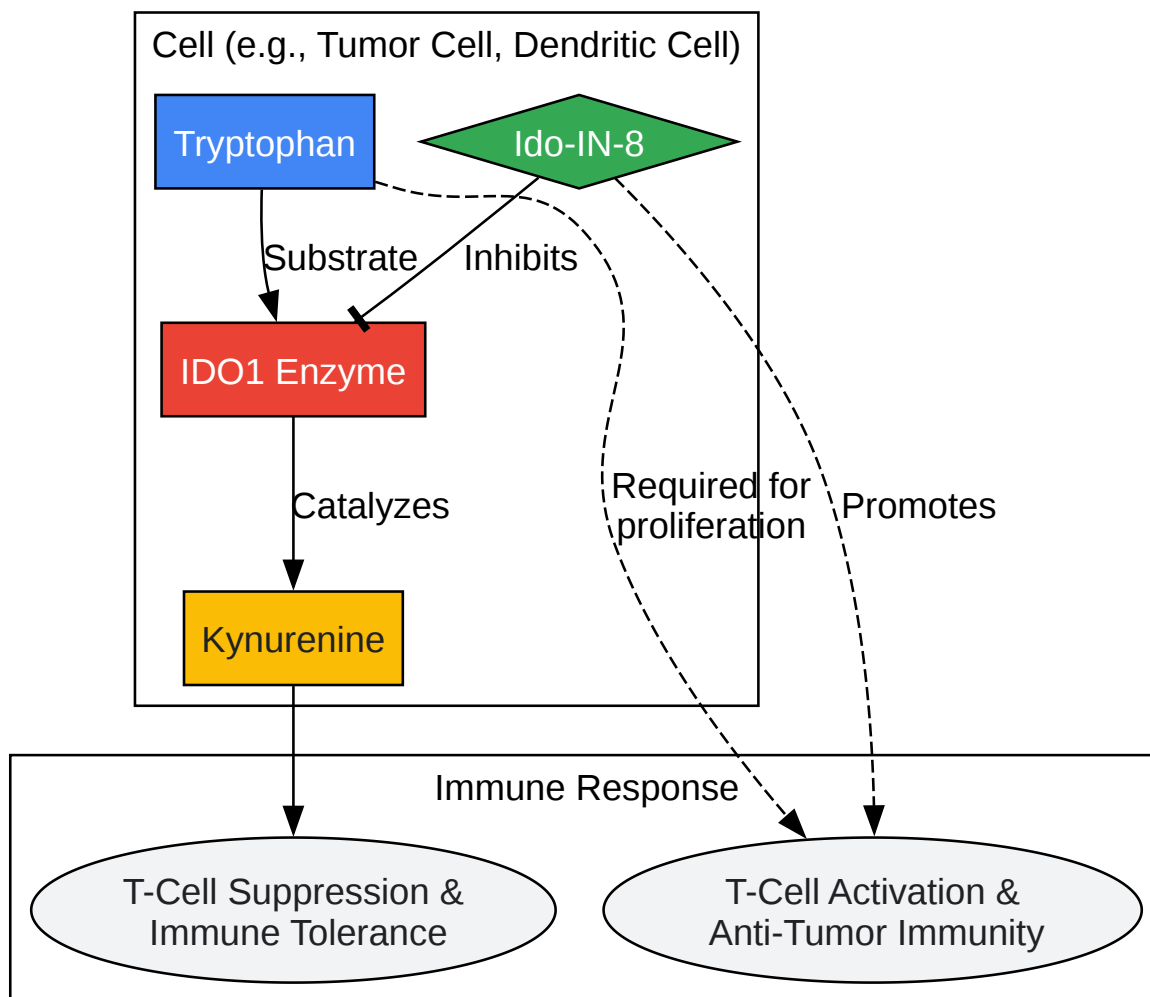 Cell (e.g., Tumor Cell, Dendritic Cell)
Tryptophan
Ido-IN-8
Substrate
Inhibits
IDO1 Enzyme
Catalyzes
Required for
proliferation
Promotes
Kynurenine
Immune Response
T-Cell Suppression &
Immune Tolerance
T-Cell Activation &
Anti-Tumor Immunity